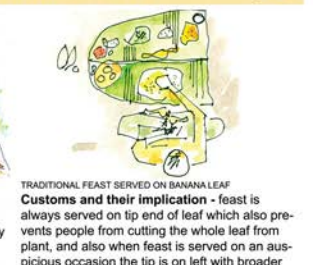 TRADITIONAL FEAST SERVED ON BANANA LEAF
Customs and their implication - feast is
always served on tip end of leaf which also pre-
y vents people from cutting the whole leaf from
plant, and also when feast is served on an aus-
picious occasion the tip is on left with broader